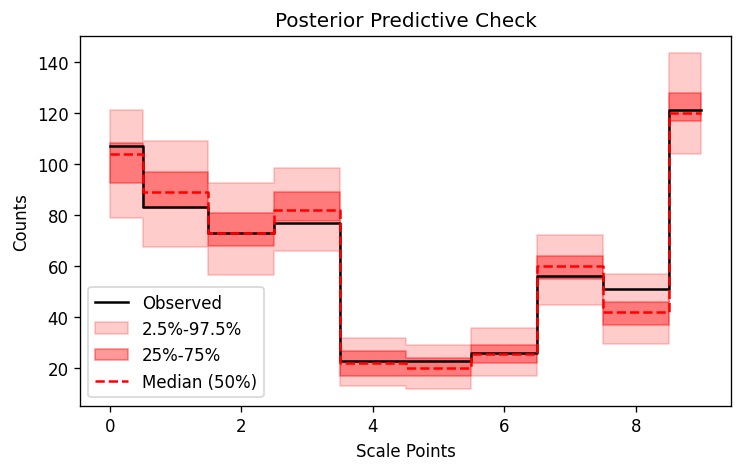 Posterior Predictive Check
Counts
140
120
100
80
60
40
20
Observed
2.5%-97.5%
25%-75%
Median (50%)
0
2
4
6
8
Scale Points